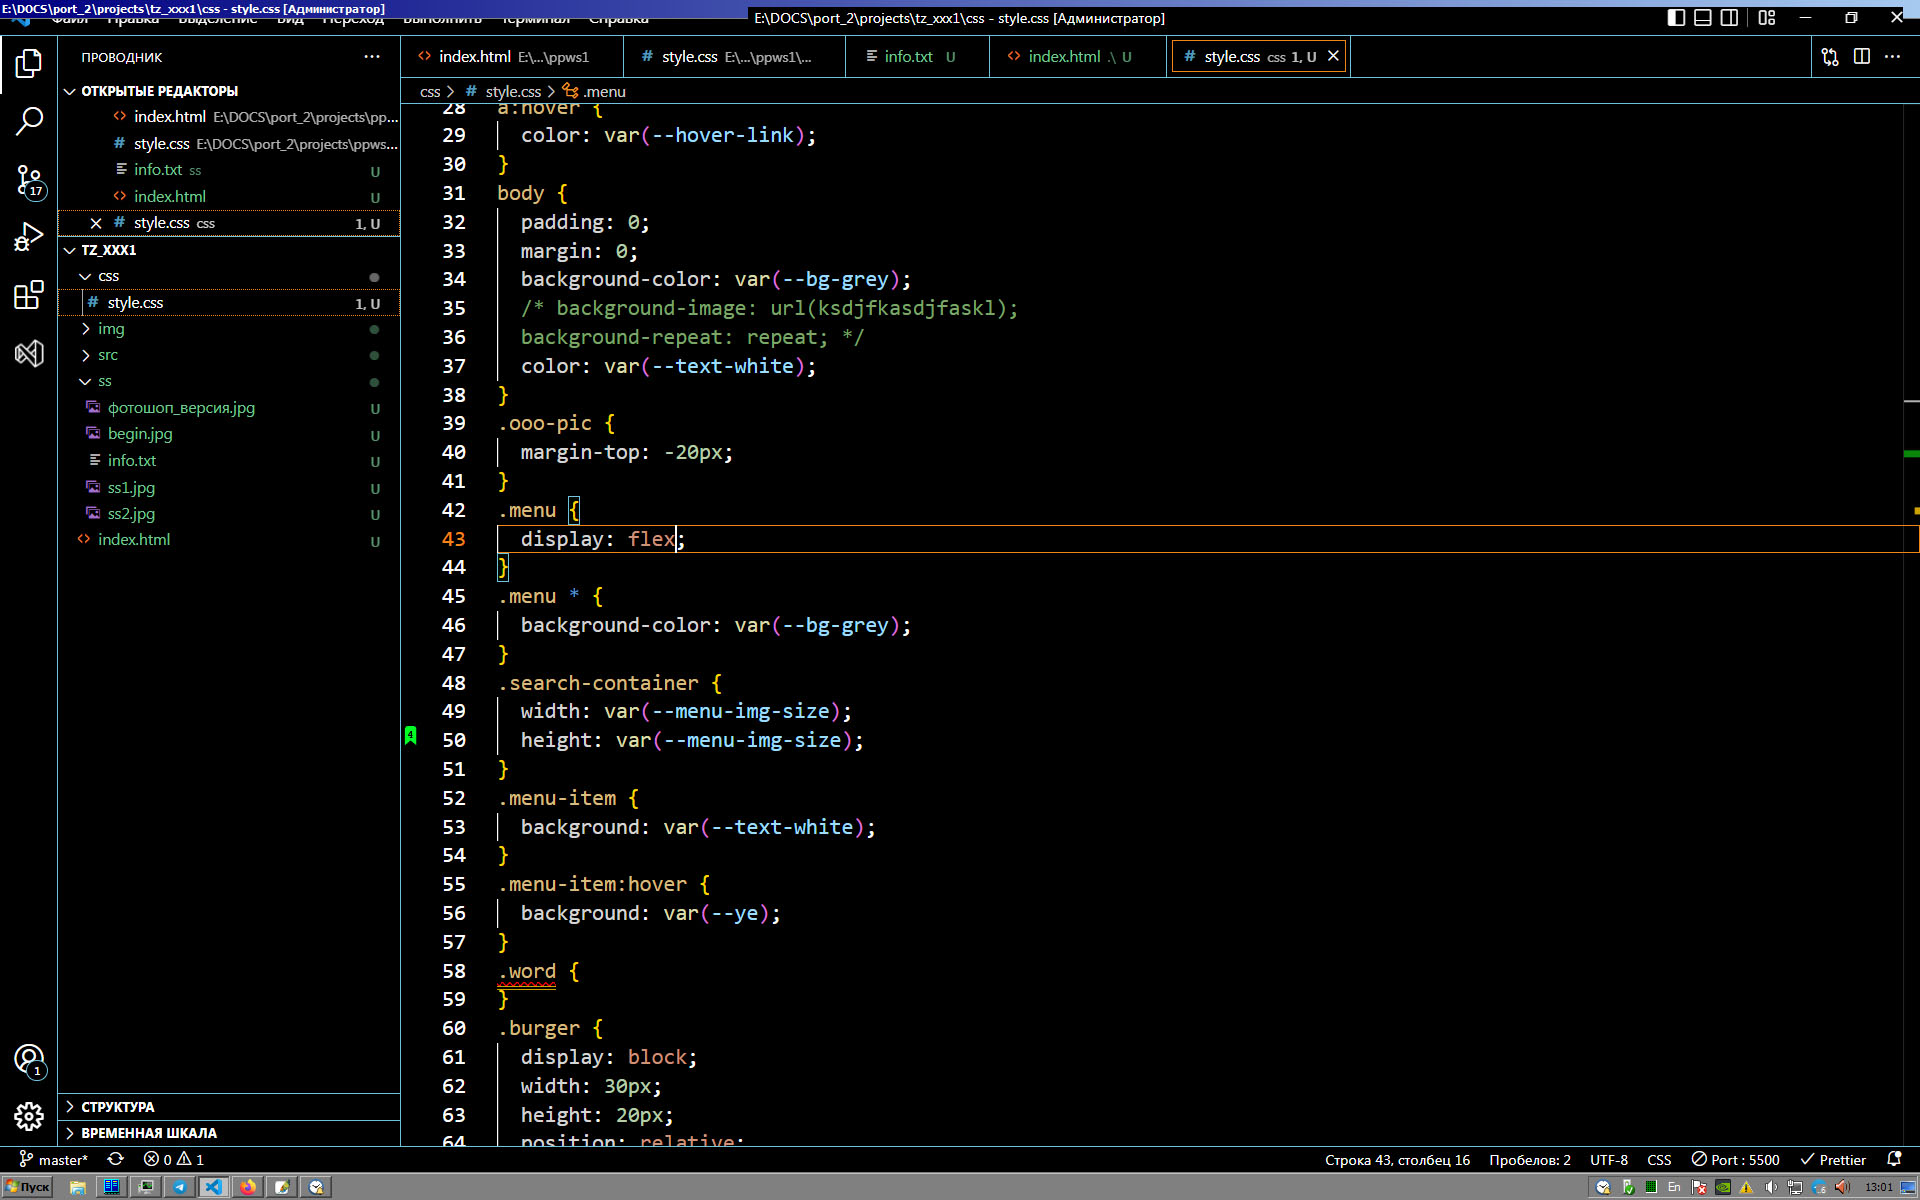 E:\DOCS\port_2\projects\tz_xxx1\css - style.css [Администратор]
Правка Выделение Вид Переход Выполнить Терминал Справка
E:\DOCS\port_2\projects\tz_xxx1\css - style.css [Администратор]
ПРОВОДНИК
index.html E:\...\ppws1
style.css E:\...\ppws1\...
info.txt U
index.html .\ U
style.css css 1, U
css > # style.css > .menu
ОТКРЫТЫЕ РЕДАКТОРЫ
index.html E:\DOCS\port_2\projects\pp...
style.css E:\DOCS\port_2\projects\ppws...
info.txt ss U
index.html U
style.css css 1, U
TZ_XXX1
css
style.css 1, U
img
src
ss
фотошоп_версия.jpg U
begin.jpg U
info.txt U
ss1.jpg U
ss2.jpg U
index.html U
17
1
СТРУКТУРА
ВРЕМЕННАЯ ШКАЛА
28 a:hover {
29 color: var(--hover-link);
30 }
31 body {
32 padding: 0;
33 margin: 0;
34 background-color: var(--bg-grey);
35 /* background-image: url(ksdjfkasdjfaskl);
36 background-repeat: repeat; */
37 color: var(--text-white);
38 }
39 .ooo-pic {
40 margin-top: -20px;
41 }
42 .menu {
43 display: flex;
44 }
45 .menu * {
46 background-color: var(--bg-grey);
47 }
48 .search-container {
49 width: var(--menu-img-size);
4
50 height: var(--menu-img-size);
51 }
52 .menu-item {
53 background: var(--text-white);
54 }
55 .menu-item:hover {
56 background: var(--ye);
57 }
58 .word {
59 }
60 .burger {
61 display: block;
62 width: 30px;
63 height: 20px;
64 position: relative;
master* 0 1
Строка 43, столбец 16 Пробелов: 2 UTF-8 CSS Port : 5500 Prettier
Пуск
En
13:01